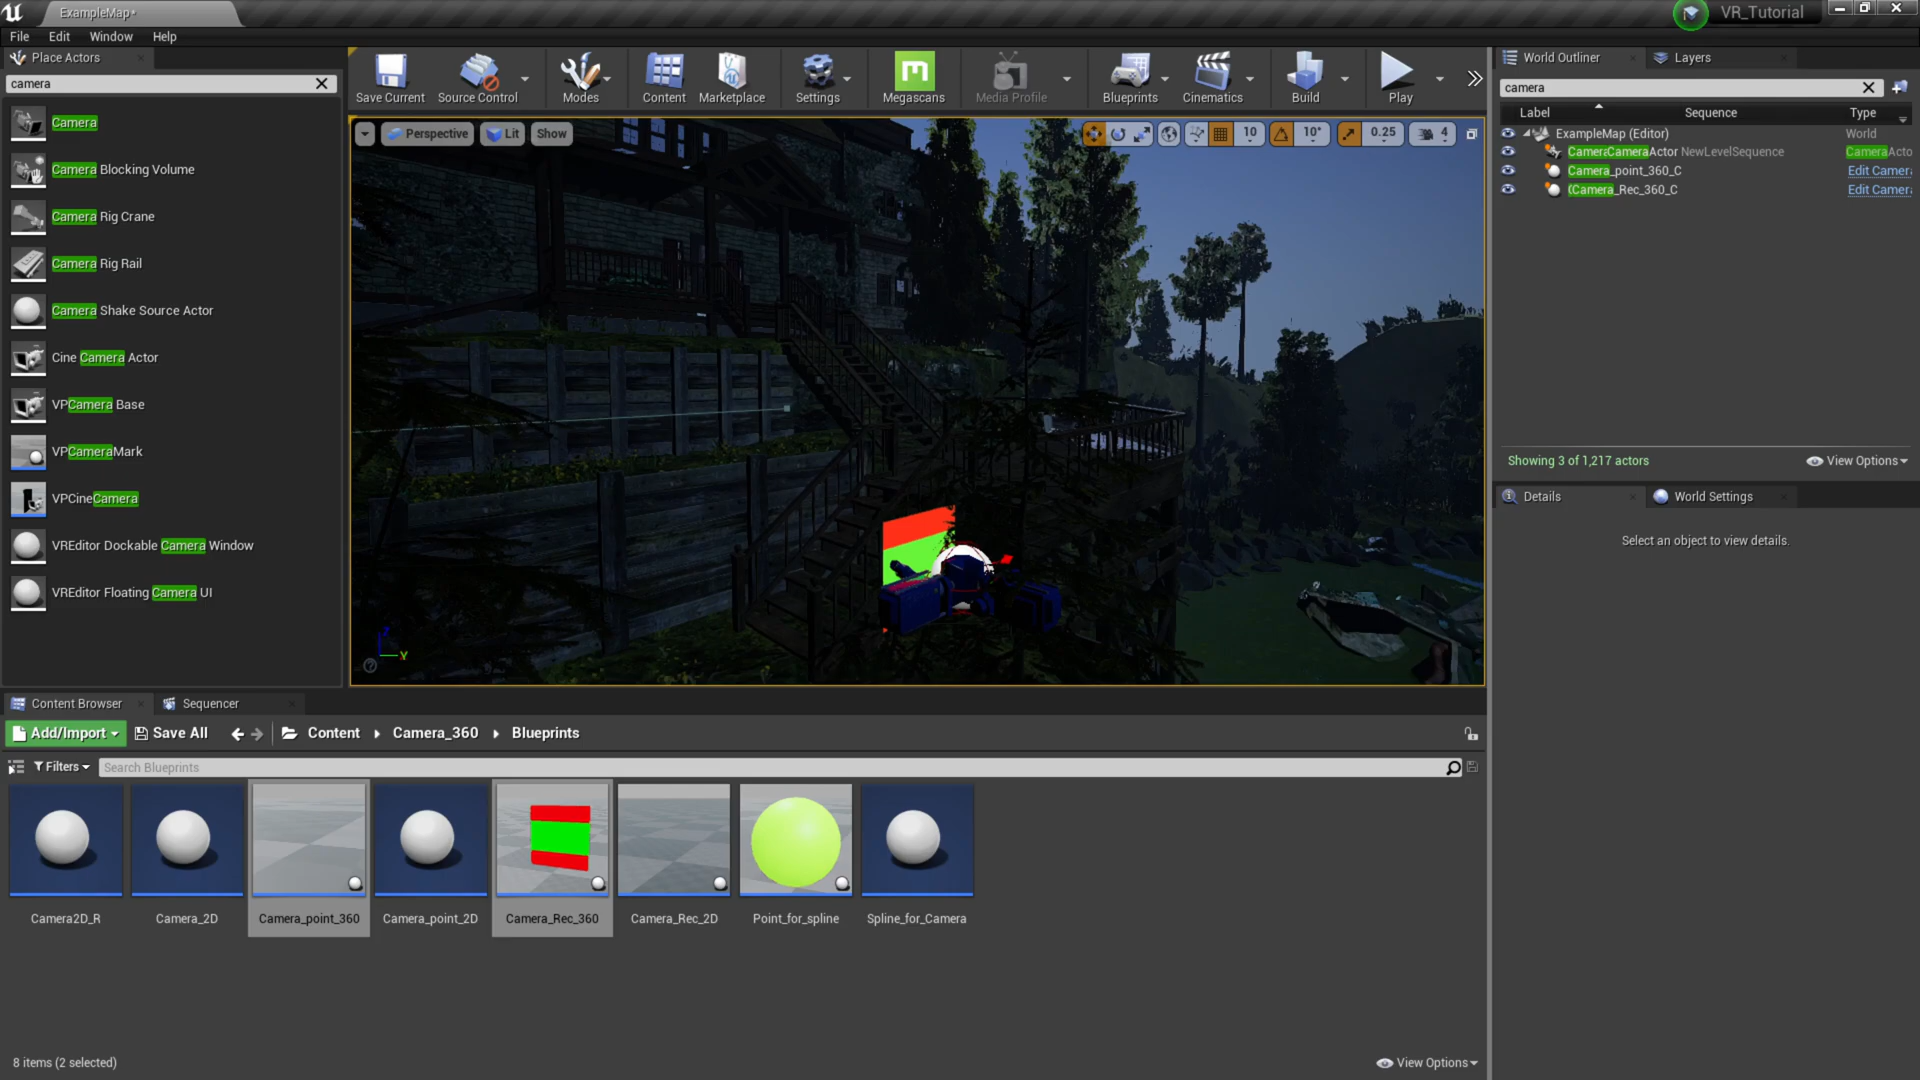 ExampleMap•
VR_Tutorial
File Edit Window Help
Place Actors
camera
Camera
Camera Blocking Volume
Camera Rig Crane
Camera Rig Rail
Camera Shake Source Actor
Cine Camera Actor
VPCamera Base
VPCameraMark
VPCineCamera
VREditor Dockable Camera Window
VREditor Floating Camera UI
Save Current Source Control Modes Content Marketplace Settings Megascans Media Profile Blueprints Cinematics Build Play
Perspective Lit Show 10 10° 0.25 4
Y
World Outliner Layers
camera
Label Sequence Type
ExampleMap (Editor) World
CameraCameraActor NewLevelSequence CameraActo
Camera_point_360_C Edit Camera
Camera_Rec_360_C Edit Camera
Showing 3 of 1,217 actors View Options
Details World Settings
Select an object to view details.
Content Browser Sequencer
Add/Import Save All Content Camera_360 Blueprints
Filters Search Blueprints
Camera2D_R Camera_2D Camera_point_360 Camera_point_2D Camera_Rec_360 Camera_Rec_2D Point_for_spline Spline_for_Camera
8 items (2 selected) View Options